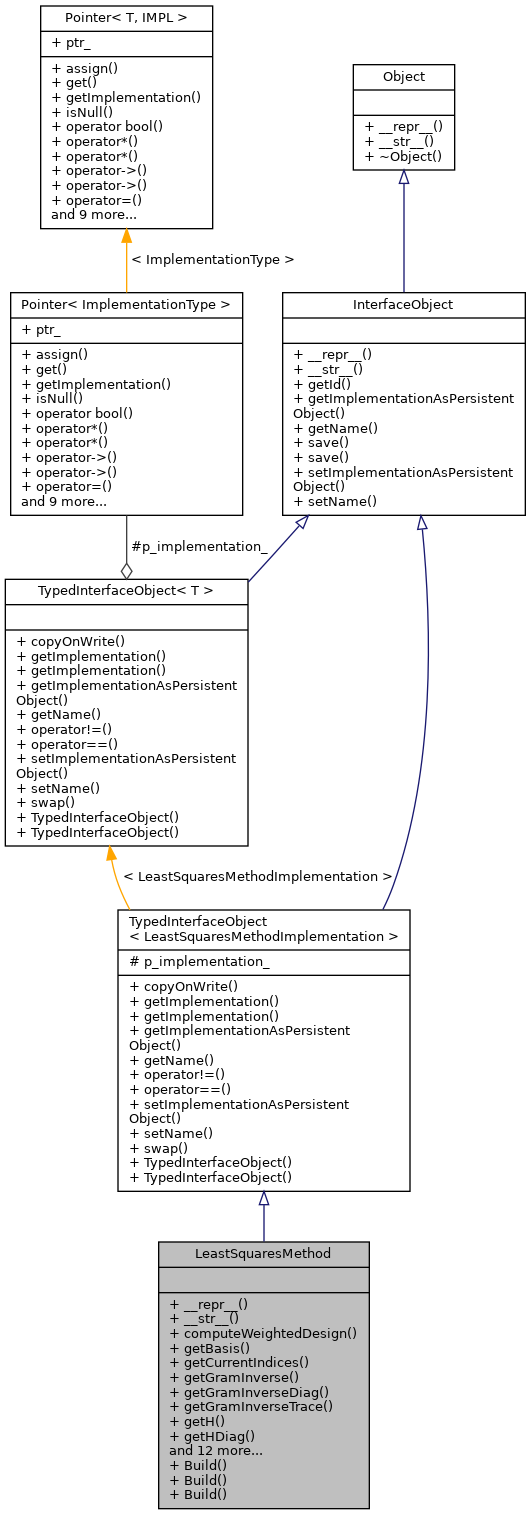 Pointer< T, IMPL >
+ ptr_
+ assign()
+ get()
+ getImplementation()
+ isNull()
+ operator bool()
+ operator*()
+ operator*()
+ operator->()
+ operator->()
+ operator=()
and 9 more...
Object
+ __repr__()
+ __str__()
+ ~Object()
< ImplementationType >
Pointer< ImplementationType >
+ ptr_
+ assign()
+ get()
+ getImplementation()
+ isNull()
+ operator bool()
+ operator*()
+ operator*()
+ operator->()
+ operator->()
+ operator=()
and 9 more...
InterfaceObject
+ __repr__()
+ __str__()
+ getId()
+ getImplementationAsPersistent
Object()
+ getName()
+ save()
+ save()
+ setImplementationAsPersistent
Object()
+ setName()
#p_implementation_
TypedInterfaceObject< T >
+ copyOnWrite()
+ getImplementation()
+ getImplementation()
+ getImplementationAsPersistent
Object()
+ getName()
+ operator!=()
+ operator==()
+ setImplementationAsPersistent
Object()
+ setName()
+ swap()
+ TypedInterfaceObject()
+ TypedInterfaceObject()
< LeastSquaresMethodImplementation >
TypedInterfaceObject
< LeastSquaresMethodImplementation >
# p_implementation_
+ copyOnWrite()
+ getImplementation()
+ getImplementation()
+ getImplementationAsPersistent
Object()
+ getName()
+ operator!=()
+ operator==()
+ setImplementationAsPersistent
Object()
+ setName()
+ swap()
+ TypedInterfaceObject()
+ TypedInterfaceObject()
LeastSquaresMethod
+ __repr__()
+ __str__()
+ computeWeightedDesign()
+ getBasis()
+ getCurrentIndices()
+ getGramInverse()
+ getGramInverseDiag()
+ getGramInverseTrace()
+ getH()
+ getHDiag()
and 12 more...
+ Build()
+ Build()
+ Build()